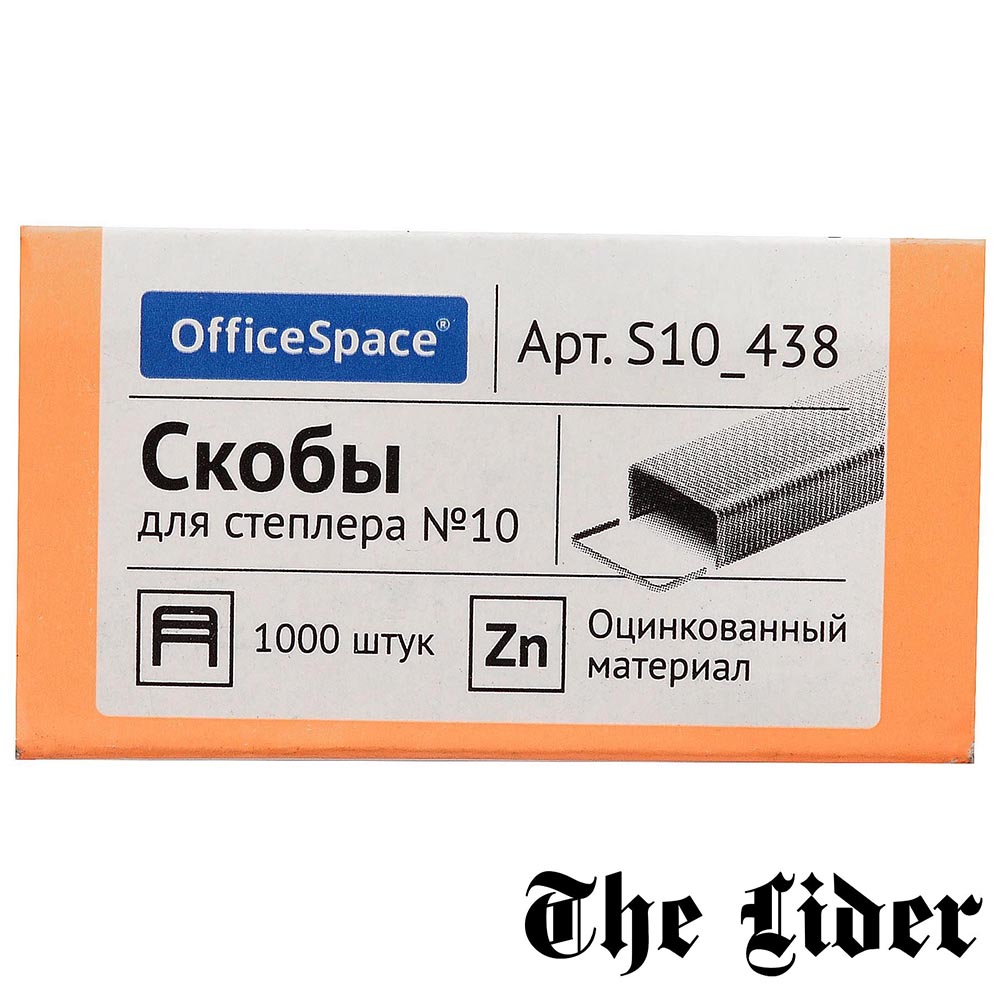 OfficeSpace®
Арт. S10_438
Скобы
для степлера №10
1000 штук
Zn
Оцинкованный
материал
The Lider